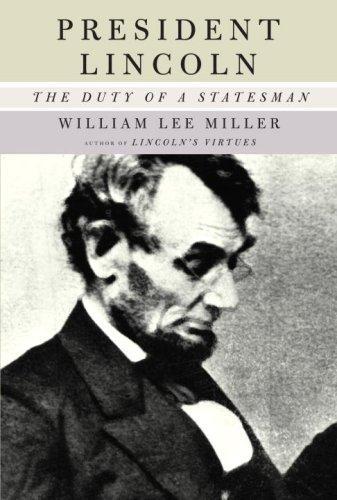 PRESIDENT
LINCOLN
THE DUTY OF A STATESMAN
WILLIAM LEE MILLER
AUTHOR OF LINCOLN'S VIRTUES